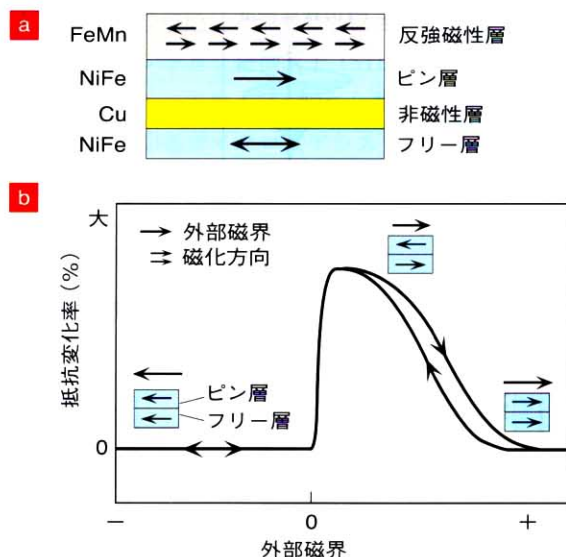 a
FeMn 反強磁性層
NiFe ピン層
Cu 非磁性層
NiFe フリー層
b
大
抵抗変化率(%)
0
外部磁界
磁化方向
ピン層
フリー層
− 0 +
外部磁界